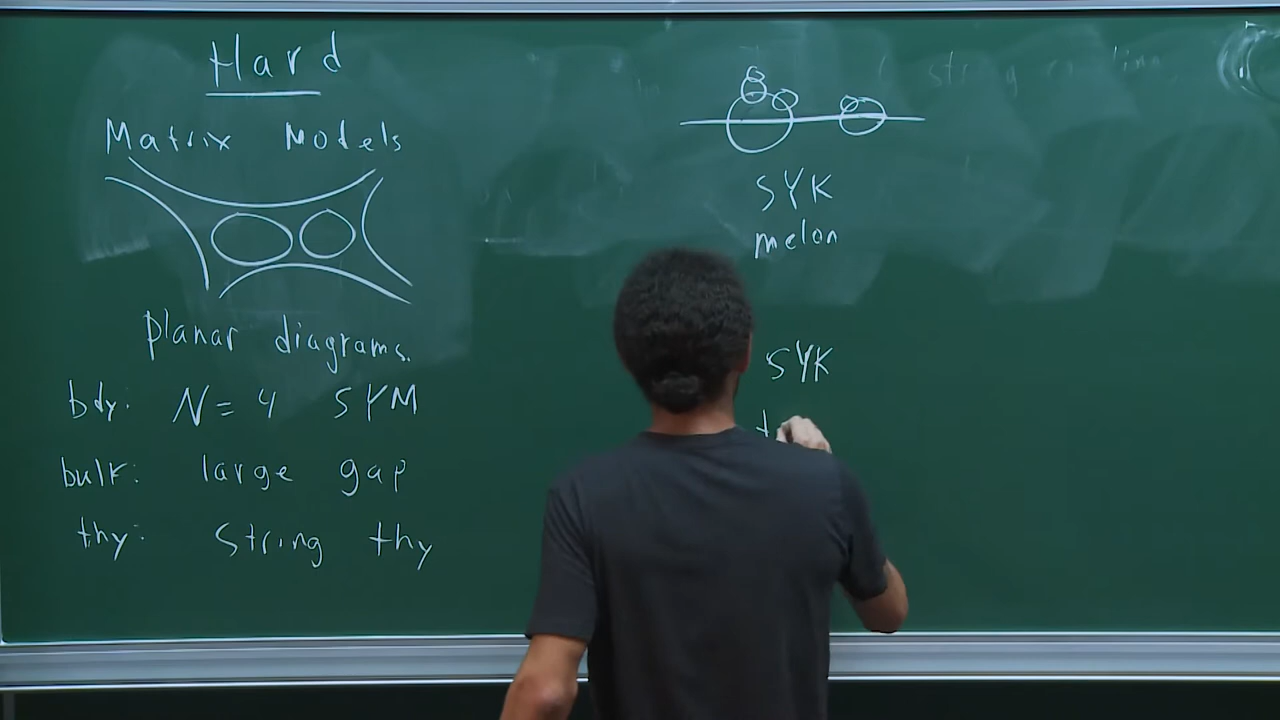 Hard
Matrix Models
planar diagrams.
bdy: N=4 SYM
bulk: large gap
thy: string thy
SYK
melon
SYK